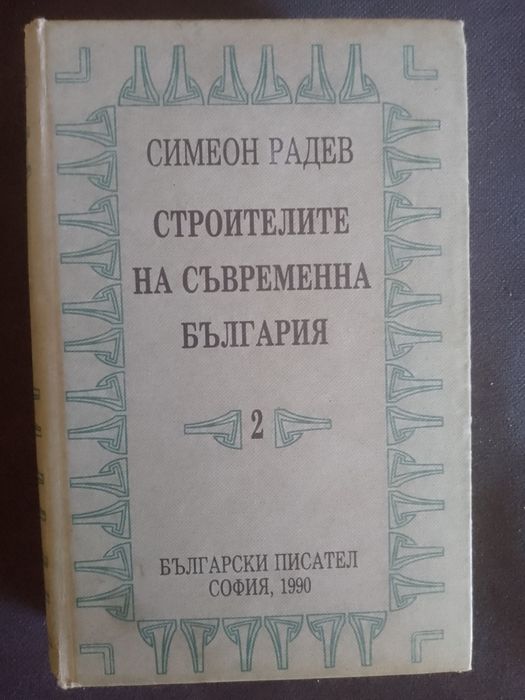 СИМЕОН РАДЕВ
СТРОИТЕЛИТЕ
НА СЪВРЕМЕННА
БЪЛГАРИЯ
2
БЪЛГАРСКИ ПИСАТЕЛ
СОФИЯ, 1990